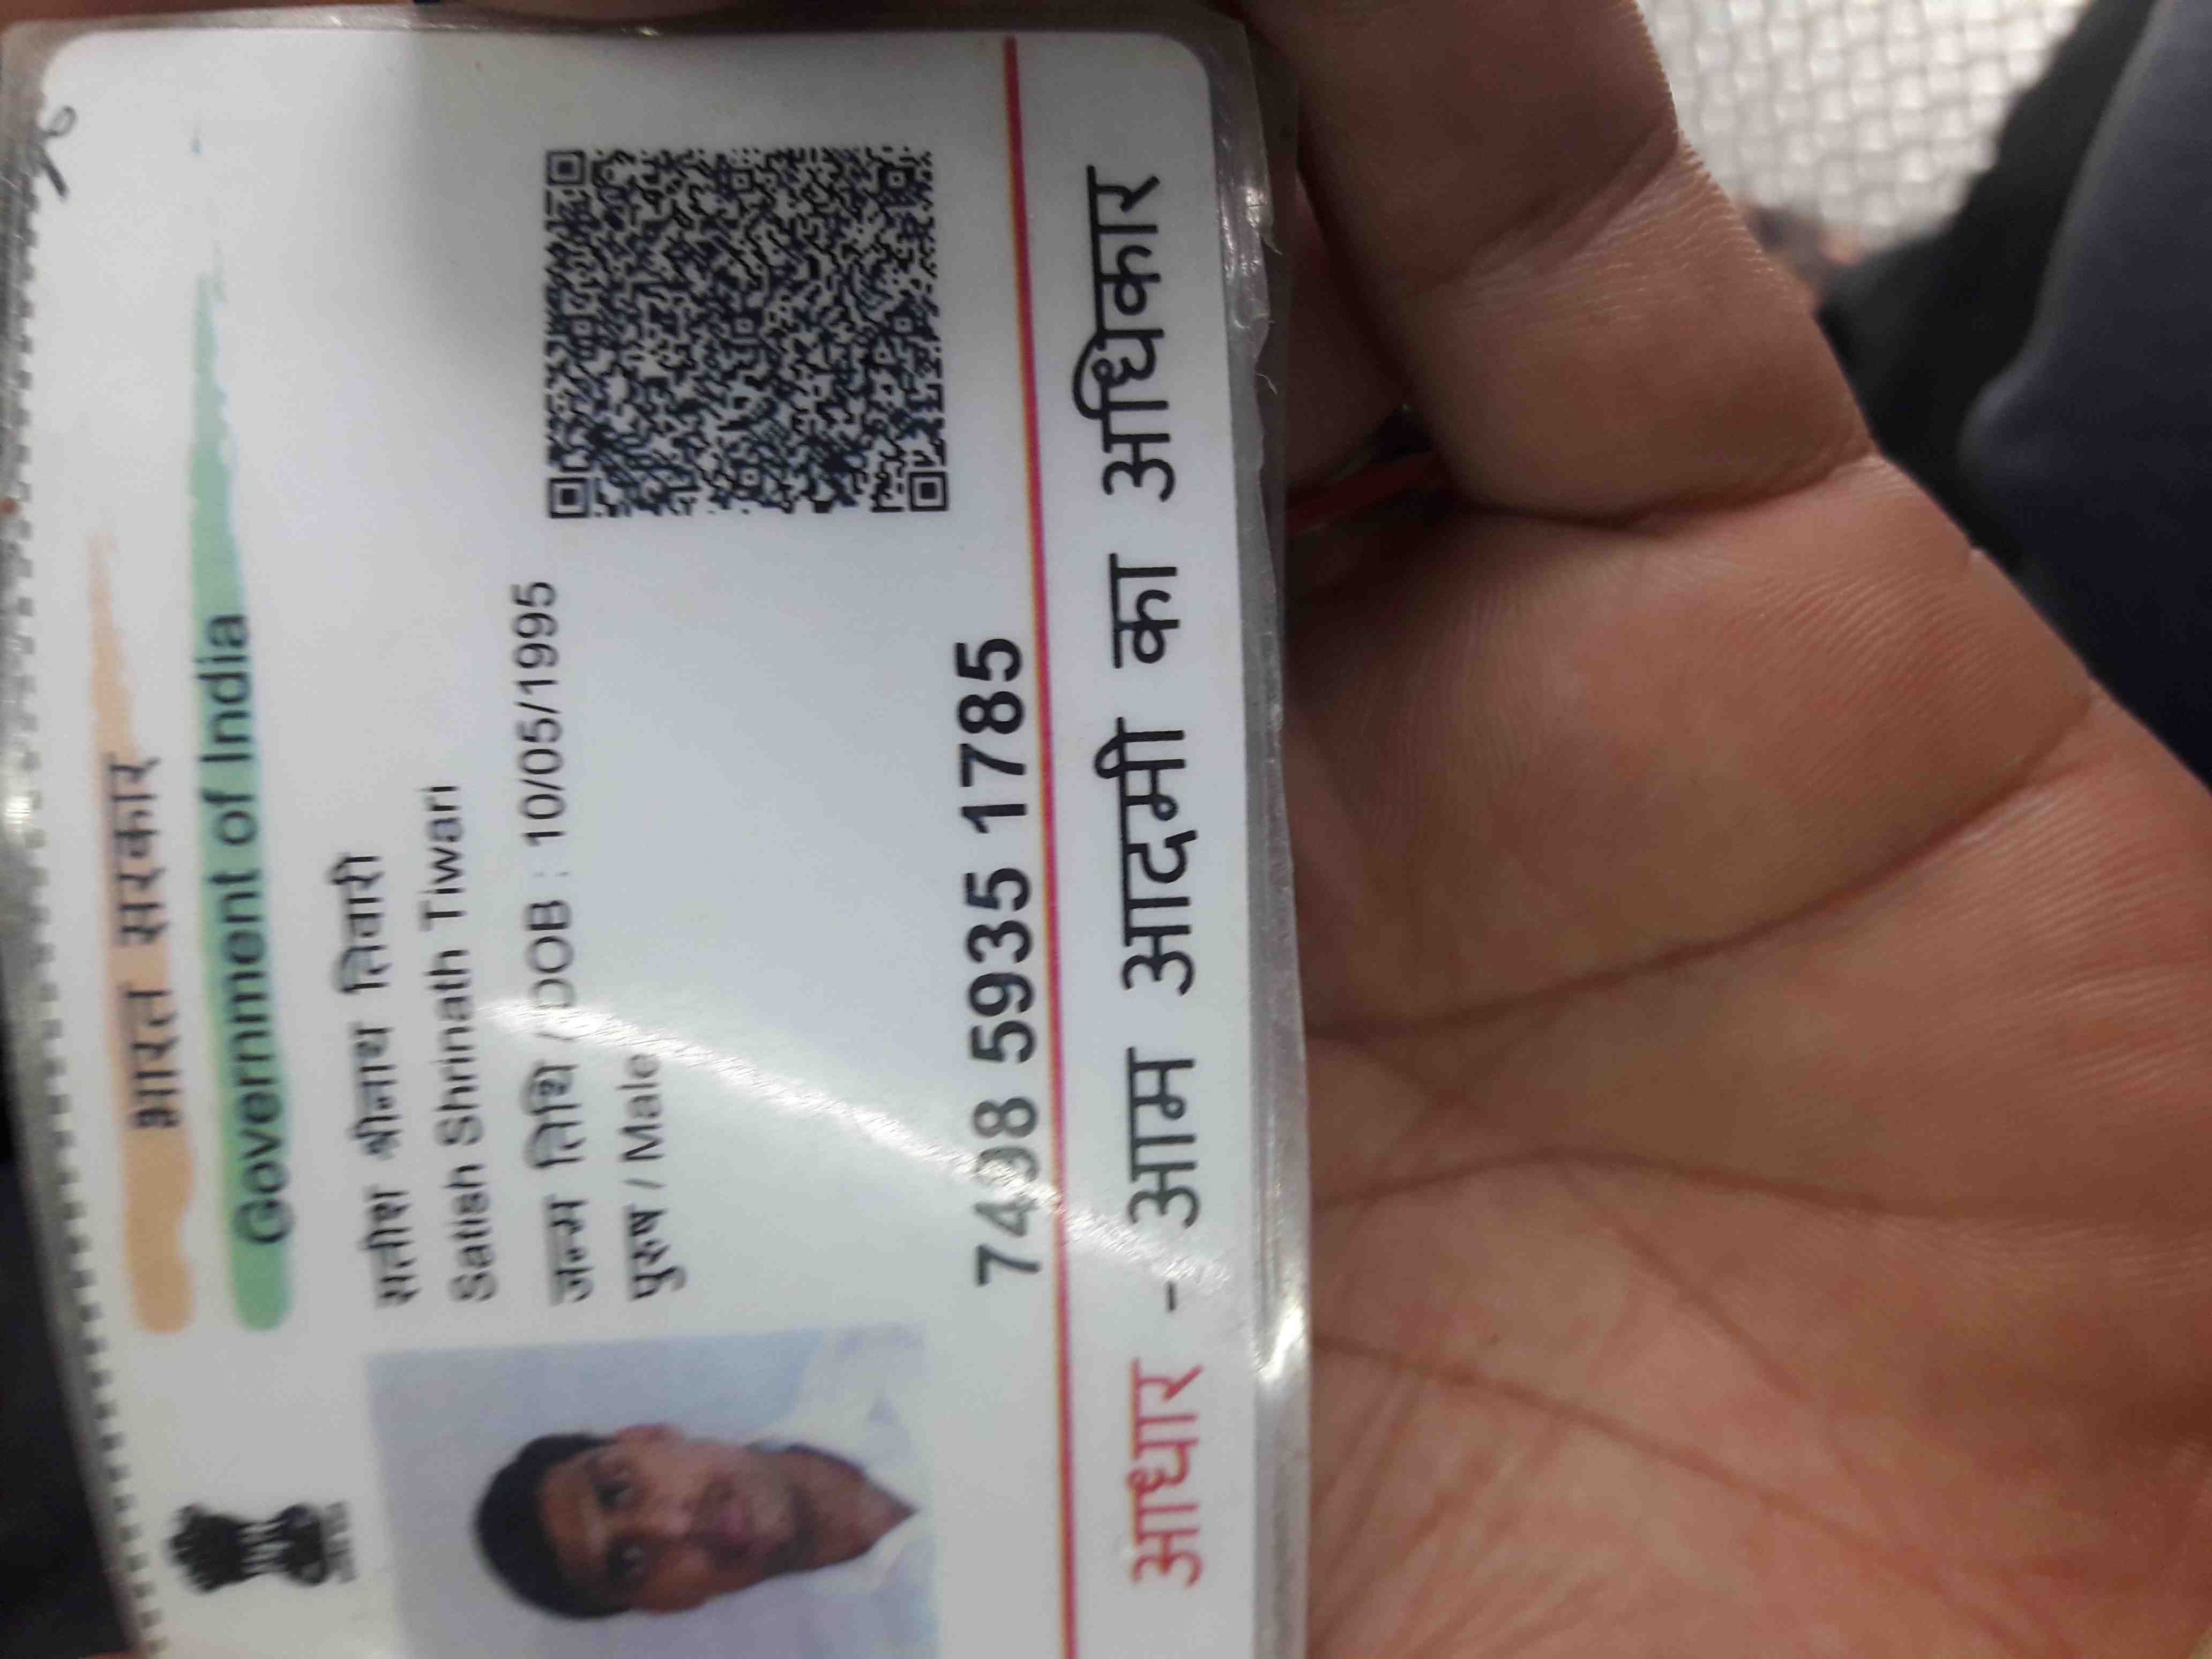 भारत सरकार
Government of India
सतीश श्रीनाथ तिवारी
Satish Shrinath Tiwari
जन्म तिथि / DOB : 10/05/1995
पुरुष / Male
7498 5935 1785
आधार - आम आदमी का अधिकार